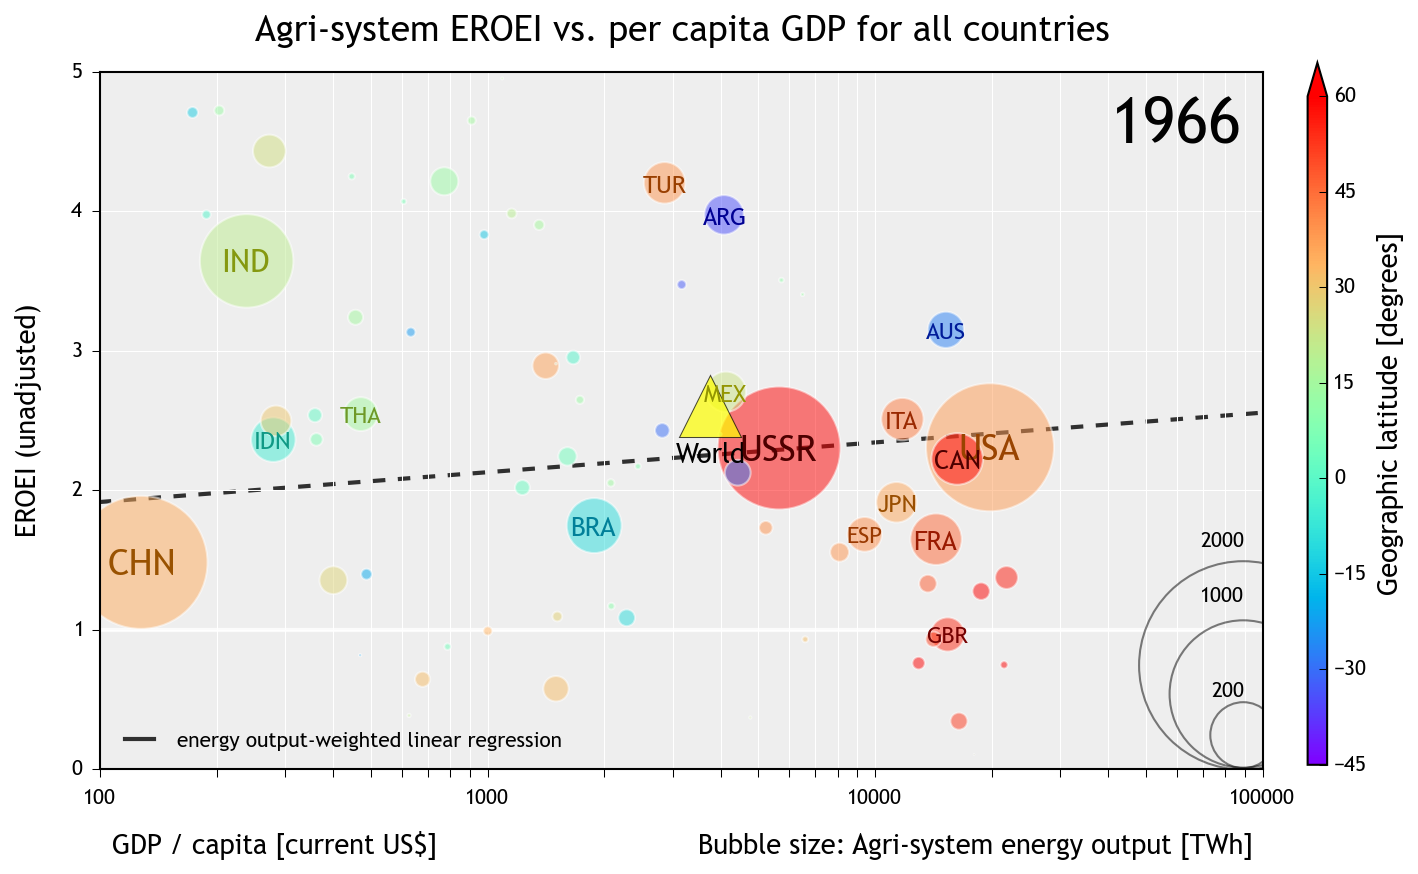 Agri-system EROEI vs. per capita GDP for all countries
1966
EROEI (unadjusted)
5
4
3
2
1
0
TUR
ARG
IND
AUS
MEX
THA
ITA
IDN
World
USSR
CAN
USA
JPN
BRA
ESP
FRA
CHN
GBR
2000
1000
200
energy output-weighted linear regression
100
1000
10000
100000
GDP / capita [current US$]
Bubble size: Agri-system energy output [TWh]
60
45
30
15
0
−15
−30
−45
Geographic latitude [degrees]